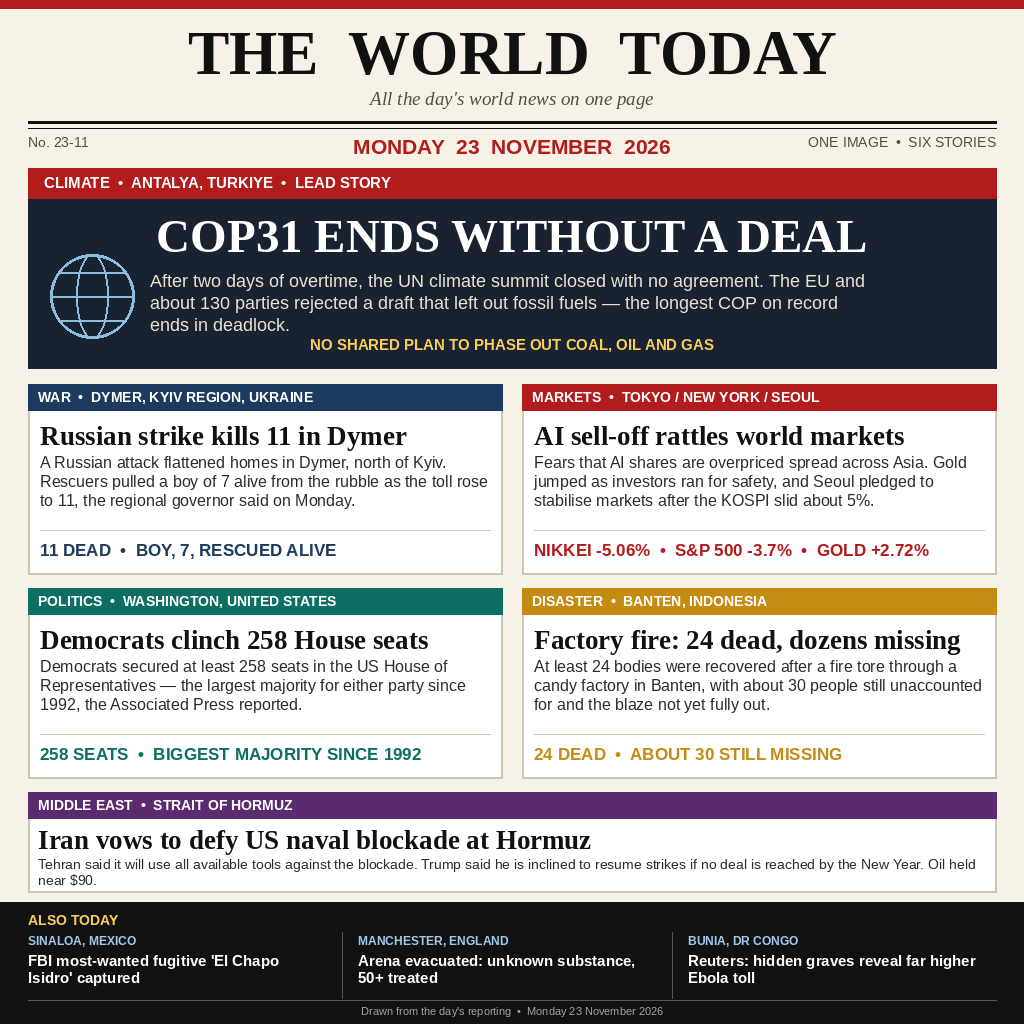 THE WORLD TODAY
All the day's world news on one page
No. 23-11
MONDAY 23 NOVEMBER 2026
ONE IMAGE • SIX STORIES
CLIMATE • ANTALYA, TURKIYE • LEAD STORY
COP31 ENDS WITHOUT A DEAL
After two days of overtime, the UN climate summit closed with no agreement. The EU and
about 130 parties rejected a draft that left out fossil fuels — the longest COP on record
ends in deadlock.
NO SHARED PLAN TO PHASE OUT COAL, OIL AND GAS
WAR • DYMER, KYIV REGION, UKRAINE
Russian strike kills 11 in Dymer
A Russian attack flattened homes in Dymer, north of Kyiv.
Rescuers pulled a boy of 7 alive from the rubble as the toll rose
to 11, the regional governor said on Monday.
11 DEAD • BOY, 7, RESCUED ALIVE
MARKETS • TOKYO / NEW YORK / SEOUL
AI sell-off rattles world markets
Fears that AI shares are overpriced spread across Asia. Gold
jumped as investors ran for safety, and Seoul pledged to
stabilise markets after the KOSPI slid about 5%.
NIKKEI -5.06% • S&P 500 -3.7% • GOLD +2.72%
POLITICS • WASHINGTON, UNITED STATES
Democrats clinch 258 House seats
Democrats secured at least 258 seats in the US House of
Representatives — the largest majority for either party since
1992, the Associated Press reported.
258 SEATS • BIGGEST MAJORITY SINCE 1992
DISASTER • BANTEN, INDONESIA
Factory fire: 24 dead, dozens missing
At least 24 bodies were recovered after a fire tore through a
candy factory in Banten, with about 30 people still unaccounted
for and the blaze not yet fully out.
24 DEAD • ABOUT 30 STILL MISSING
MIDDLE EAST • STRAIT OF HORMUZ
Iran vows to defy US naval blockade at Hormuz
Tehran said it will use all available tools against the blockade. Trump said he is inclined to resume strikes if no deal is reached by the New Year. Oil held
near $90.
ALSO TODAY
SINALOA, MEXICO
FBI most-wanted fugitive 'El Chapo
Isidro' captured
MANCHESTER, ENGLAND
Arena evacuated: unknown substance,
50+ treated
BUNIA, DR CONGO
Reuters: hidden graves reveal far higher
Ebola toll
Drawn from the day's reporting • Monday 23 November 2026